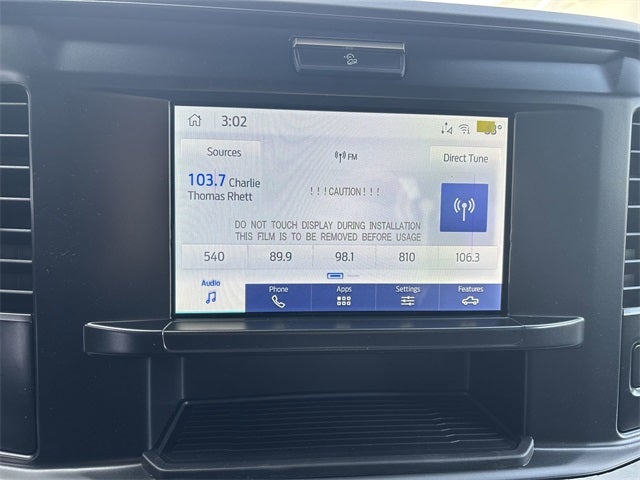 3:02
Sources
FM
Direct Tune
103.7 Charlie
Thomas Rhett
!!!CAUTION!!!
DO NOT TOUCH DISPLAY DURING INSTALLATION
THIS FILM IS TO BE REMOVED BEFORE USAGE
540 89.9 98.1 810 106.3
Audio Phone Apps Settings Features